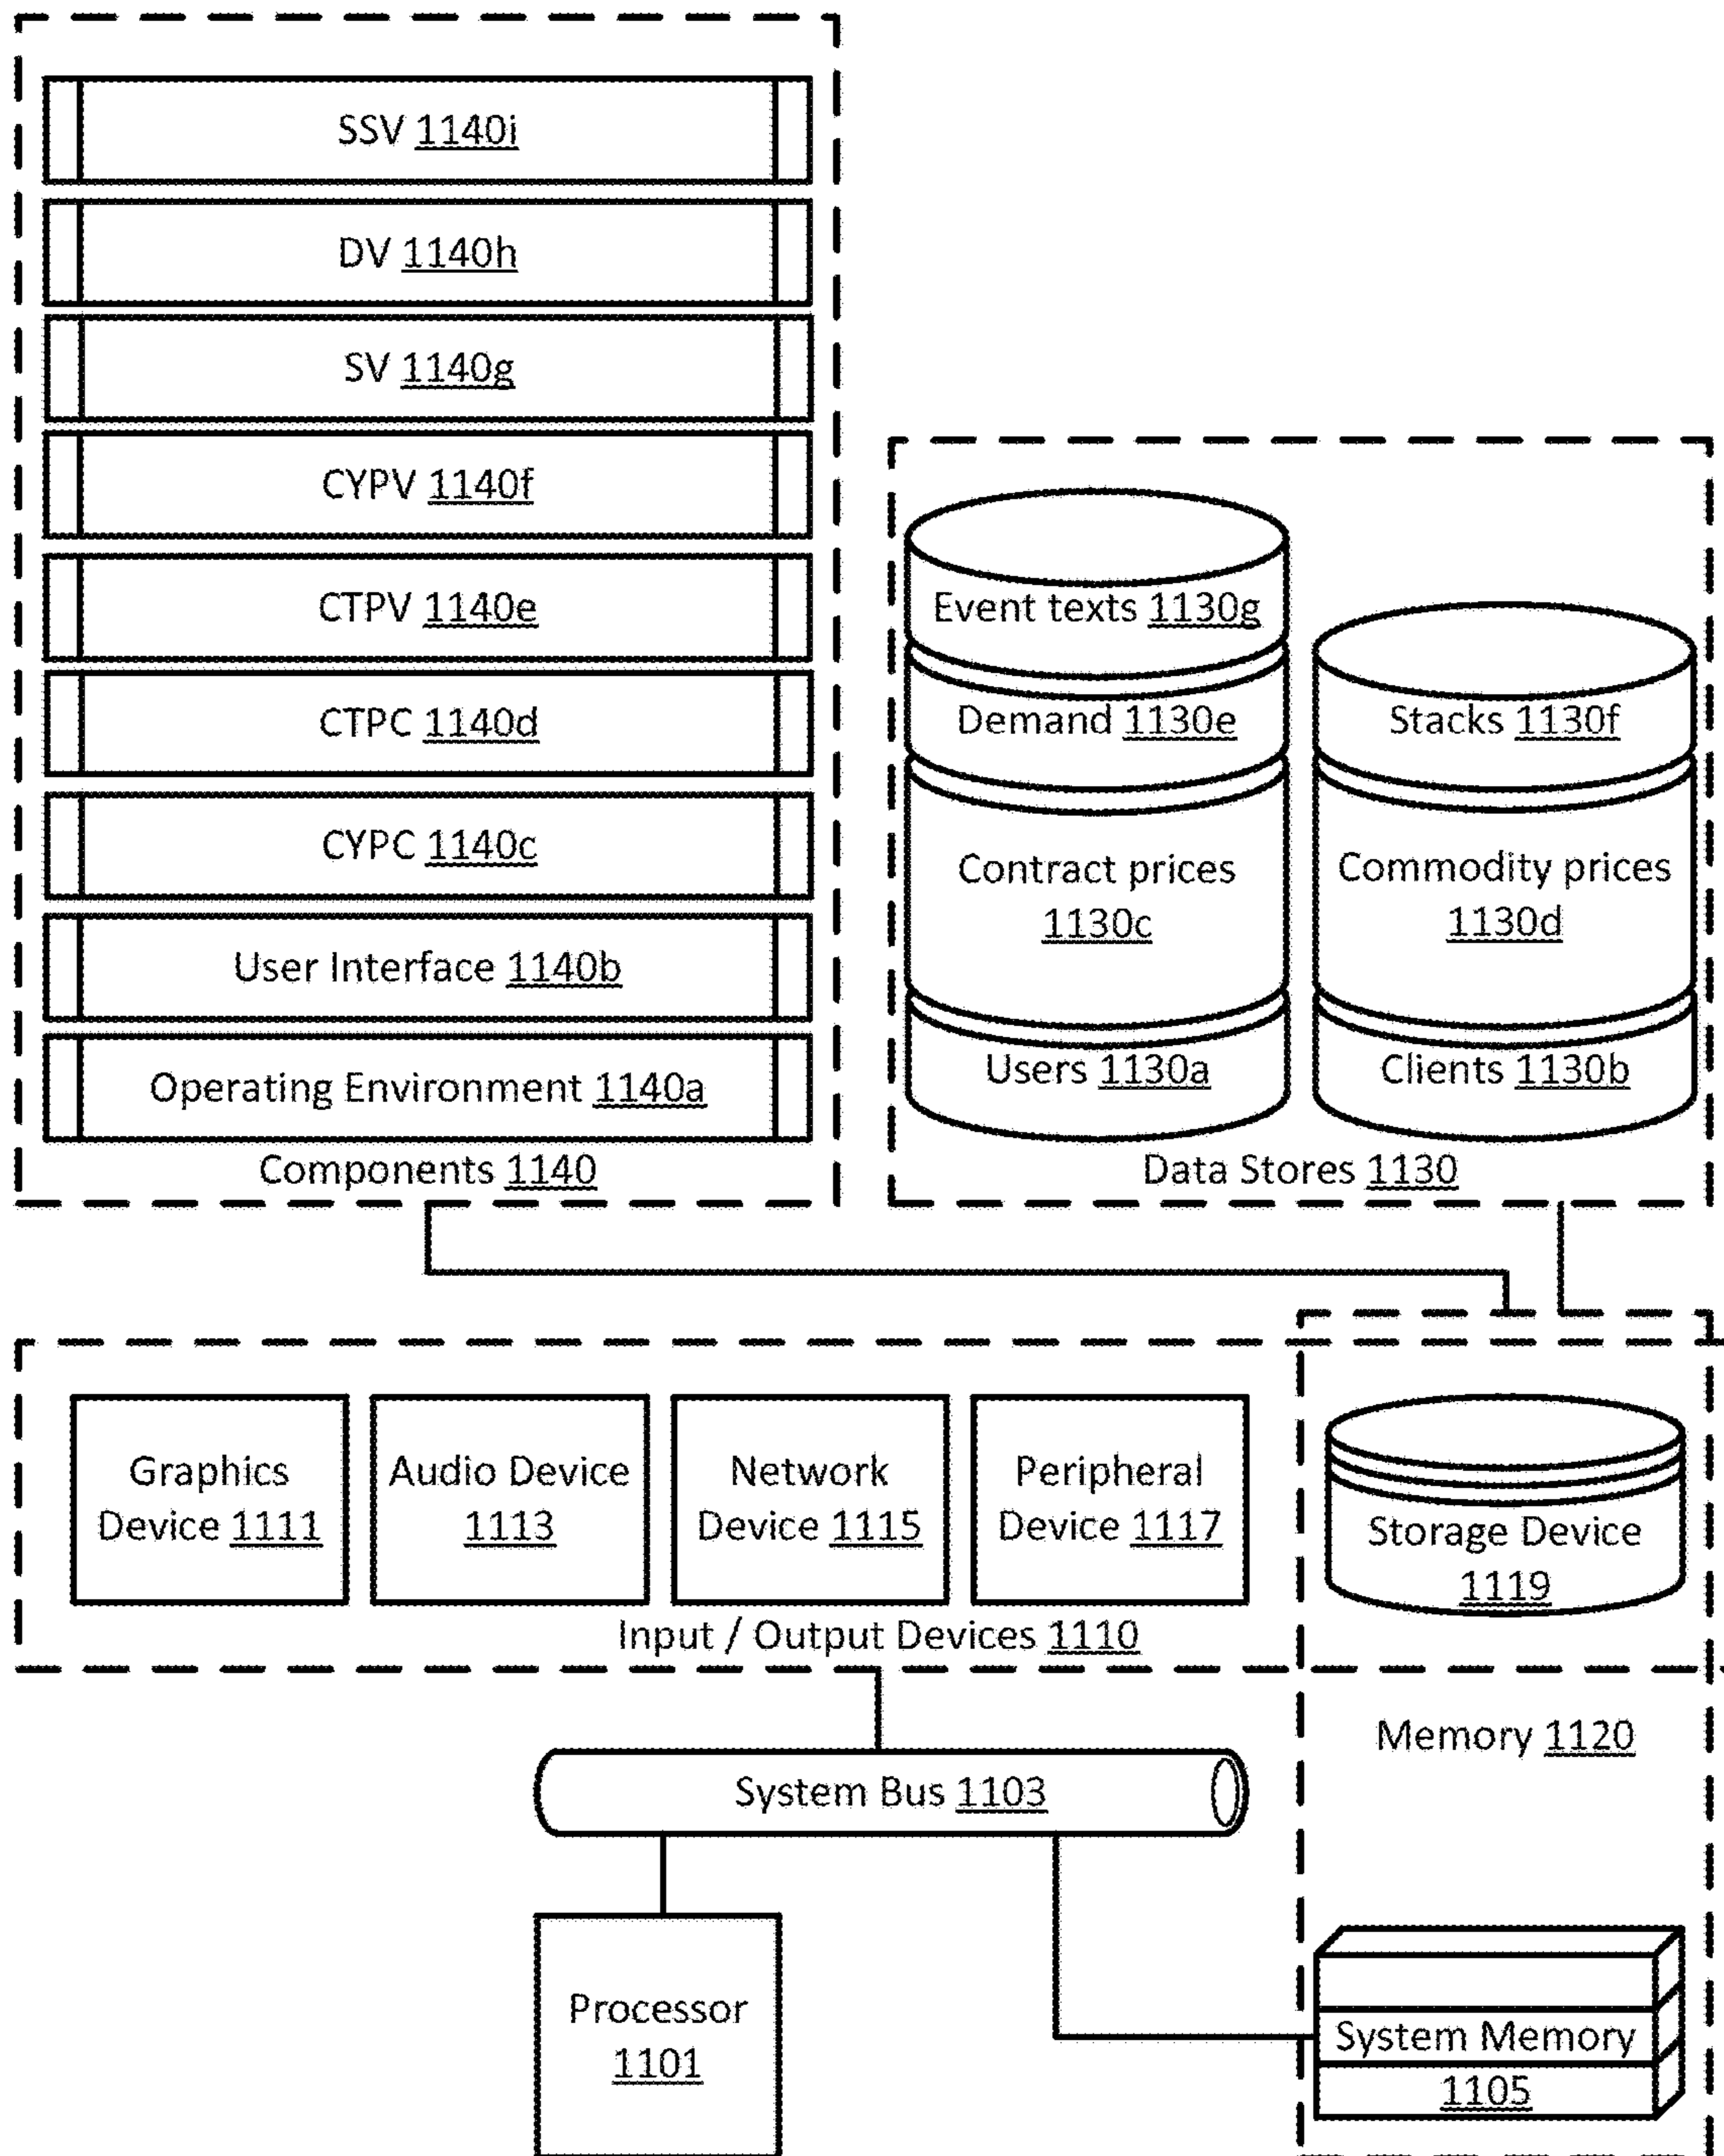 SSV 1140i
DV 1140h
SV 1140g
CYPV 1140f
CTPV 1140e
CTPC 1140d
CYPC 1140c
User Interface 1140b
Operating Environment 1140a
Components 1140
Event texts 1130g
Demand 1130e
Contract prices
1130c
Users 1130a
Stacks 1130f
Commodity prices
1130d
Clients 1130b
Data Stores 1130
Graphics
Device 1111
Audio Device
1113
Network
Device 1115
Peripheral
Device 1117
Storage Device
1119
Input / Output Devices 1110
Memory 1120
System Bus 1103
Processor
1101
System Memory
1105